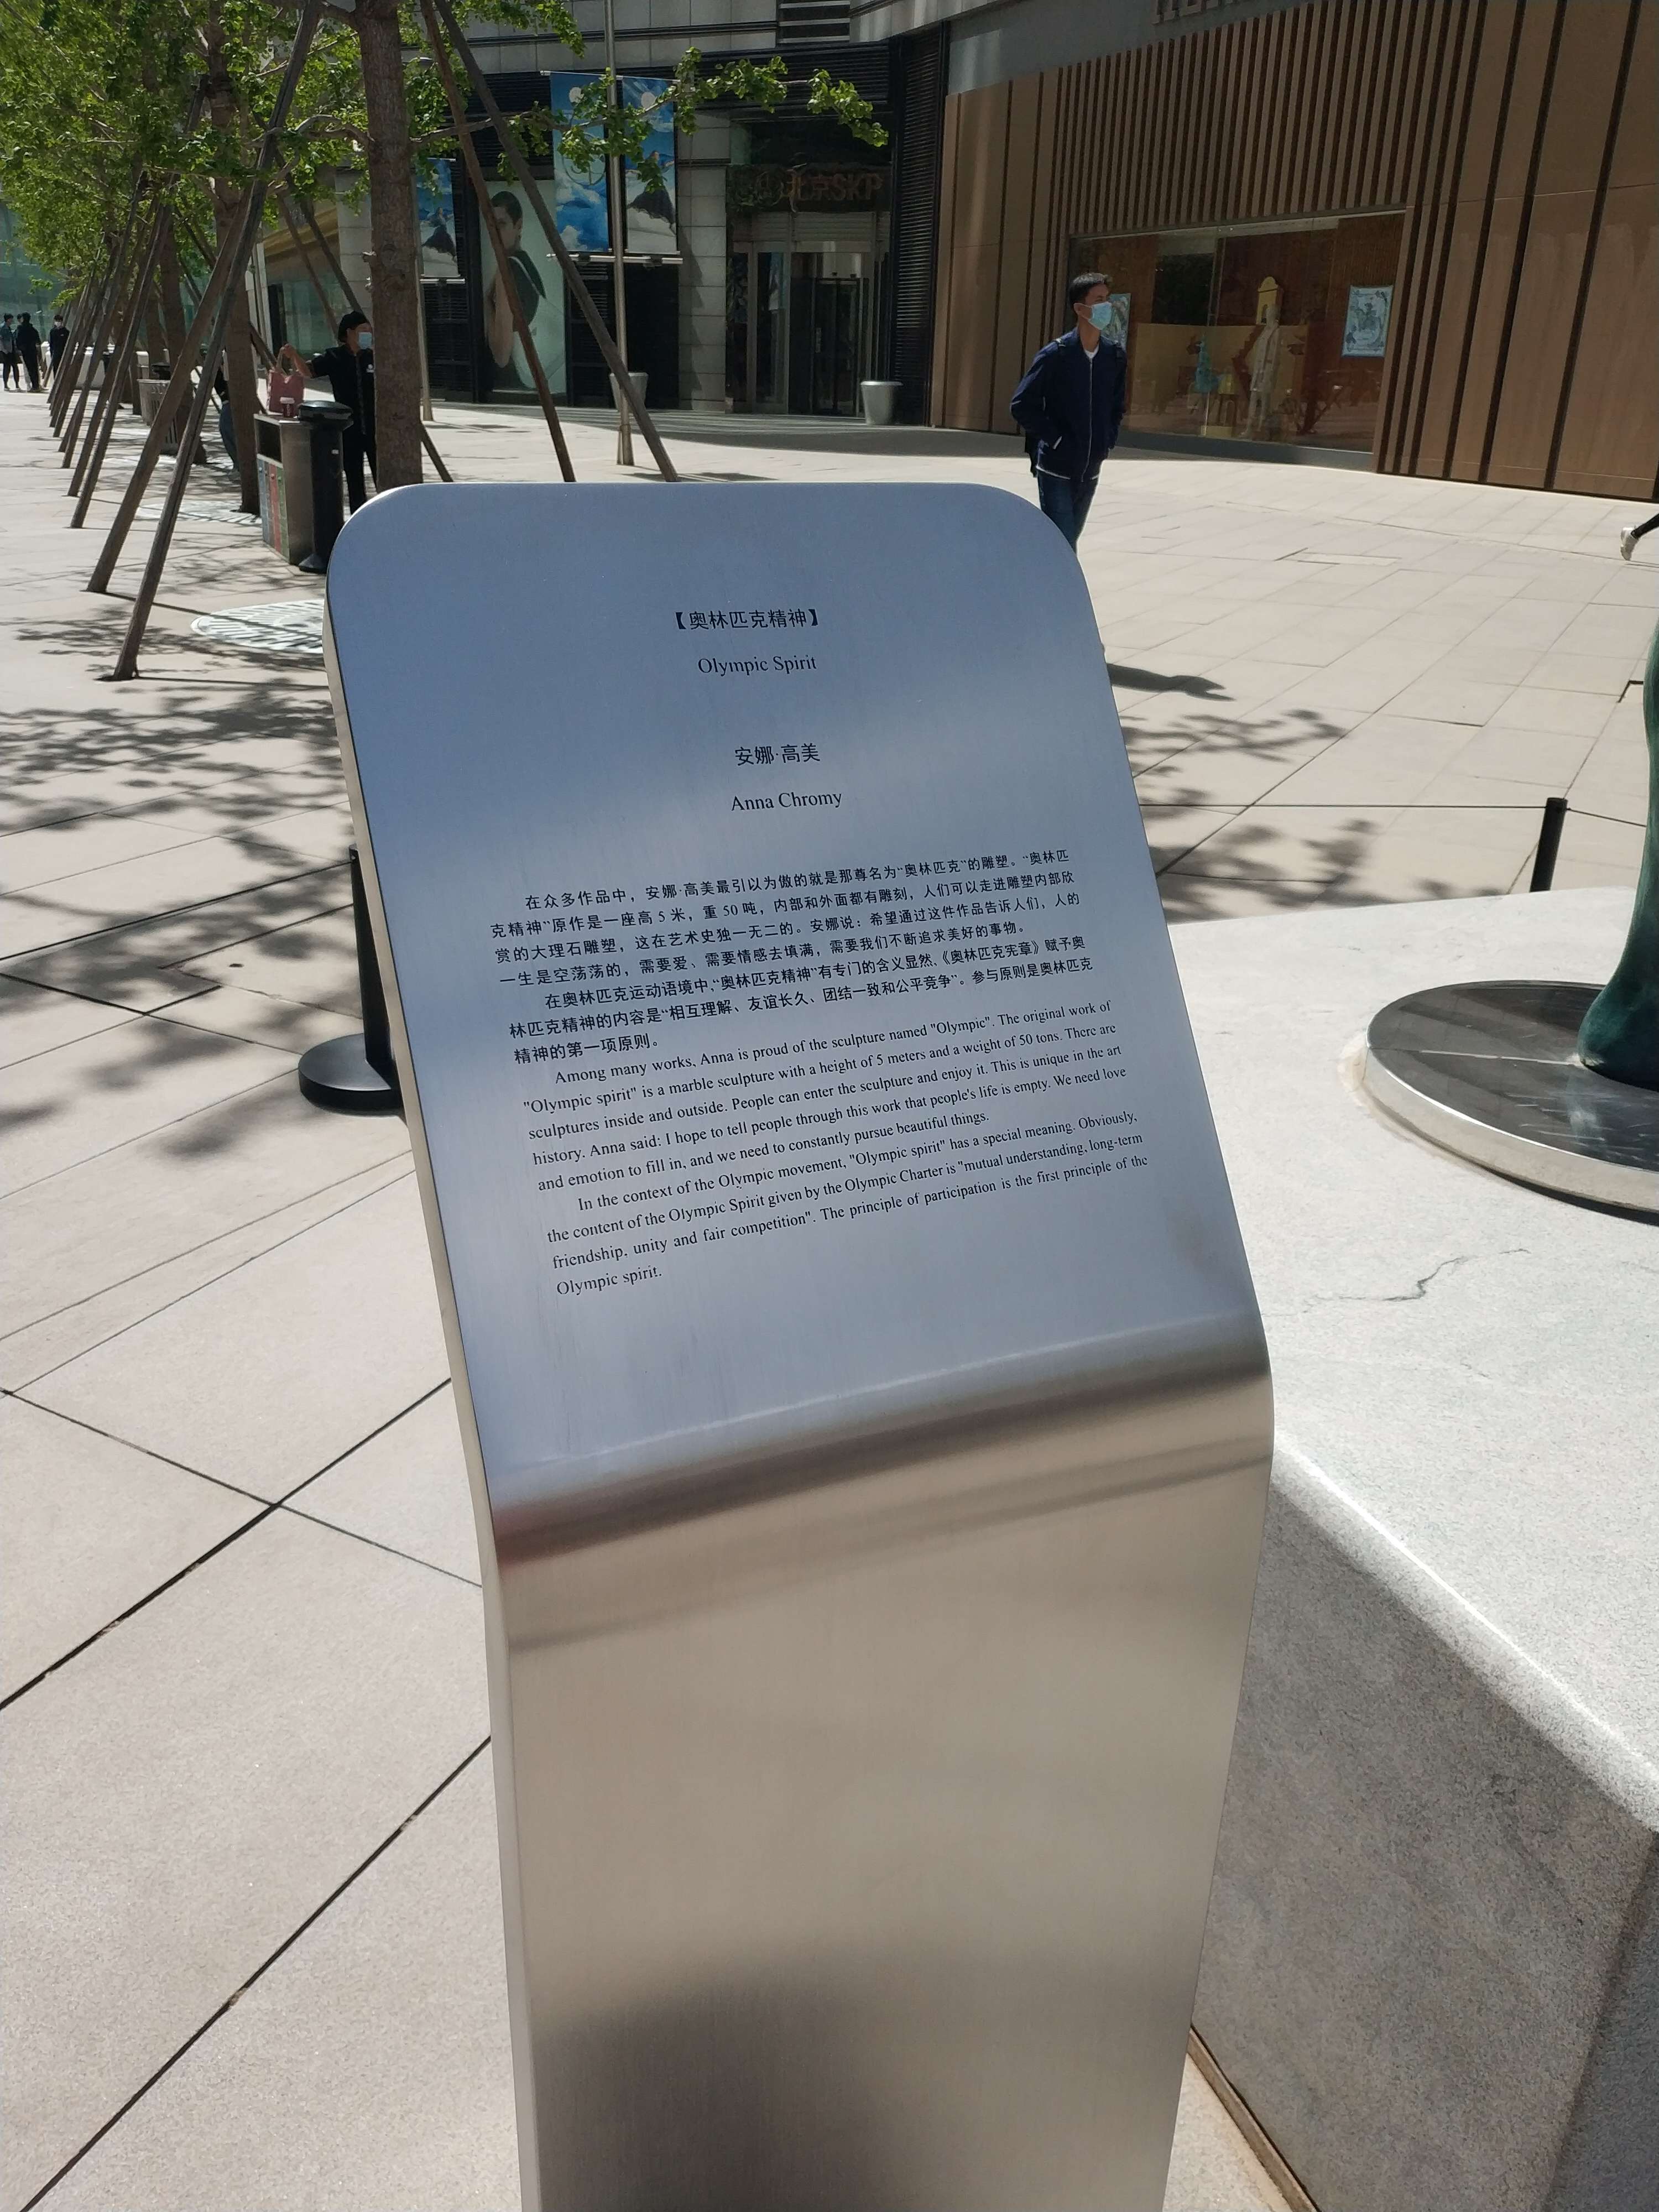 北京SKP
【奥林匹克精神】
Olympic Spirit
安娜·高美
Anna Chromy
在众多作品中，安娜·高美最引以为傲的就是那尊名为“奥林匹克”的雕塑。“奥林匹
克精神”原作是一座高 5 米，重 50 吨，内部和外面都有雕刻，人们可以走进雕塑内部欣
赏的大理石雕塑，这在艺术史独一无二的。安娜说：希望通过这件作品告诉人们，人的
一生是空荡荡的，需要爱、需要情感去填满，需要我们不断追求美好的事物。
在奥林匹克运动语境中，“奥林匹克精神”有专门的含义显然、《奥林匹克宪章》赋予奥
林匹克精神的内容是“相互理解、友谊长久、团结一致和公平竞争”。参与原则是奥林匹克
精神的第一项原则。
Among many works, Anna is proud of the sculpture named "Olympic". The original work of
"Olympic spirit" is a marble sculpture with a height of 5 meters and a weight of 50 tons. There are
sculptures inside and outside. People can enter the sculpture and enjoy it. This is unique in the art
history. Anna said: I hope to tell people through this work that people's life is empty. We need love
and emotion to fill in, and we need to constantly pursue beautiful things.
In the context of the Olympic movement, "Olympic spirit" has a special meaning. Obviously,
the content of the Olympic Spirit given by the Olympic Charter is "mutual understanding, long-term
friendship, unity and fair competition". The principle of participation is the first principle of the
Olympic spirit.